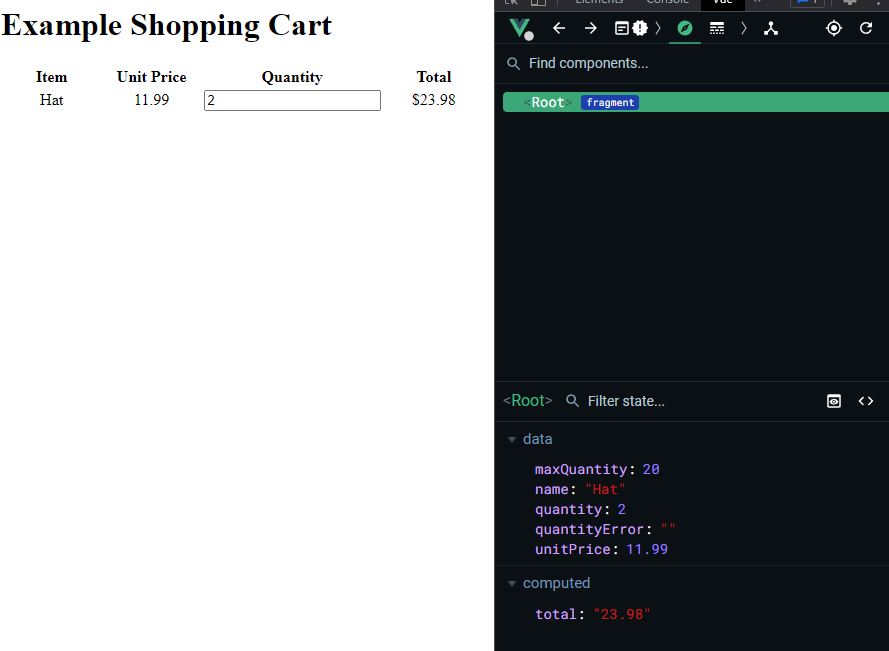 Example Shopping Cart
Item Unit Price Quantity Total
Hat 11.99 2 $23.98
Elements Console Vue
Find components...
<Root> fragment
<Root> Filter state...
data
maxQuantity: 20
name: "Hat"
quantity: 2
quantityError: ""
unitPrice: 11.99
computed
total: "23.98"